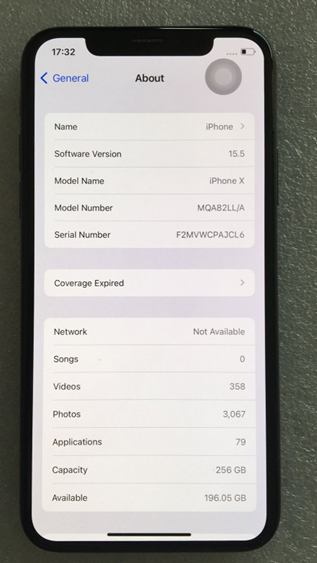 17:32
General
About
Name iPhone
Software Version 15.5
Model Name iPhone X
Model Number MQA82LL/A
Serial Number F2MVWCPAJCL6
Coverage Expired
Network Not Available
Songs 0
Videos 358
Photos 3,067
Applications 79
Capacity 256 GB
Available 196.05 GB